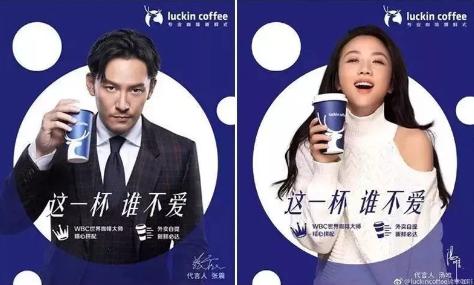 luckin coffee
专业咖啡新鲜式
这一杯 谁不爱
WBC世界咖啡大师
精心拼配
外卖自提
新鲜必达
代言人 张震
luckin coffee
专业咖啡新鲜式
luckin coffee
这一杯 谁不爱
WBC世界咖啡大师
精心拼配
外卖自提
新鲜必达
代言人 汤唯